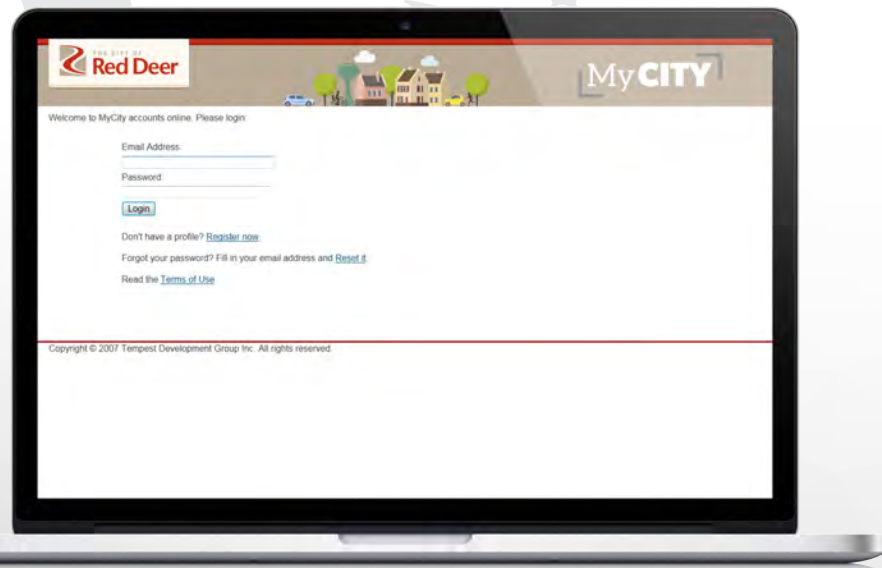 THE CITY OF
Red Deer
My CITY
Welcome to MyCity accounts online. Please login:
Email Address:
Password:
Login
Don't have a profile? Register now.
Forgot your password? Fill in your email address and Reset it.
Read the Terms of Use
Copyright © 2007 Tempest Development Group Inc. All rights reserved.